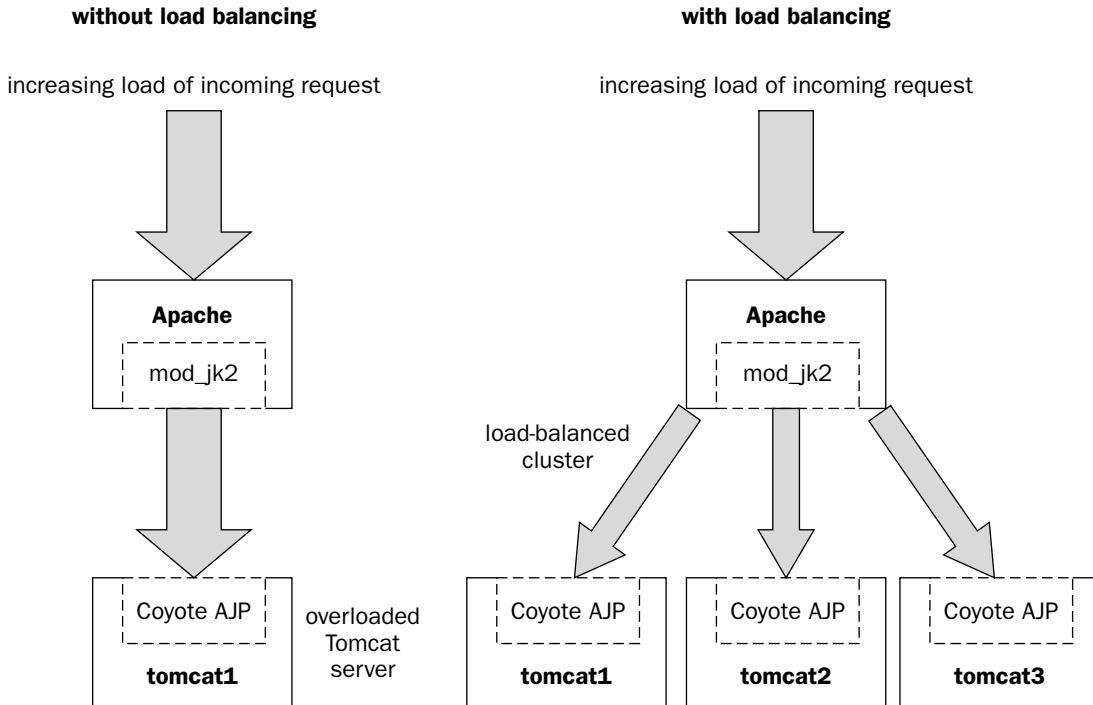 without load balancing
increasing load of incoming request
Apache
mod_jk2
Coyote AJP
tomcat1
overloaded
Tomcat
server
with load balancing
increasing load of incoming request
Apache
mod_jk2
load-balanced
cluster
Coyote AJP
tomcat1
Coyote AJP
tomcat2
Coyote AJP
tomcat3